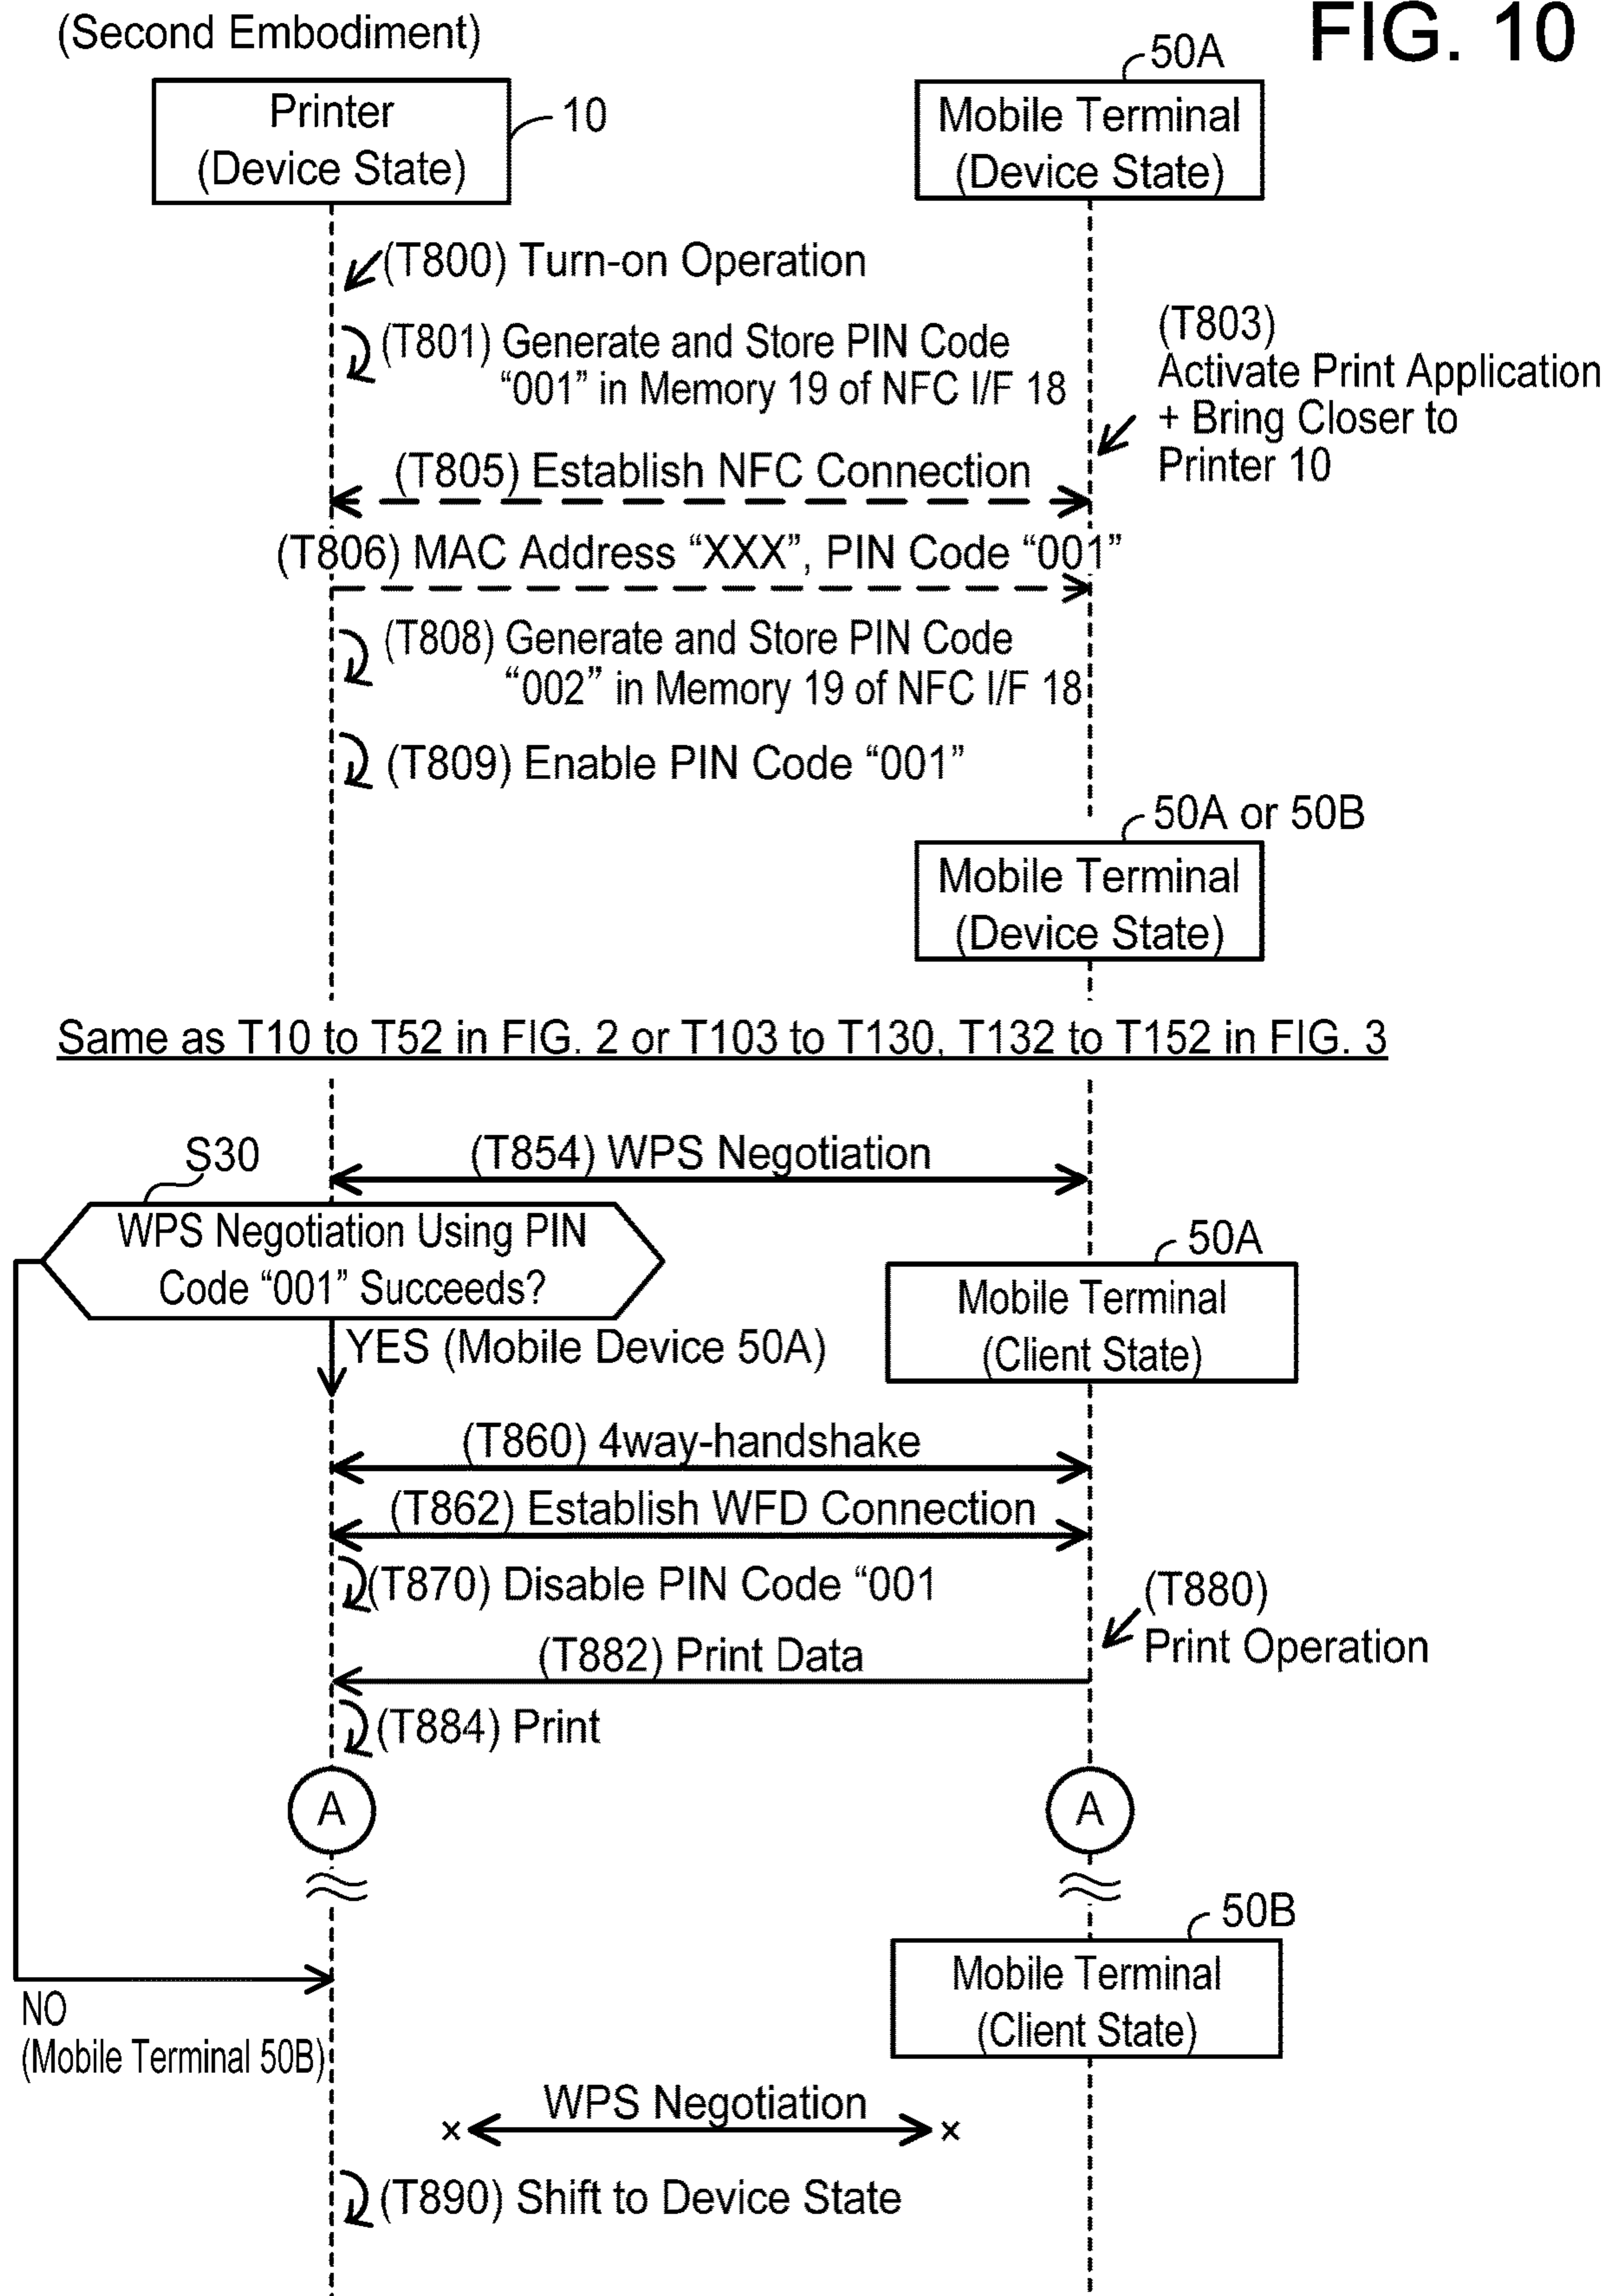 (Second Embodiment)
FIG. 10
Printer
(Device State)
10
50A
Mobile Terminal
(Device State)
(T800) Turn-on Operation
(T801) Generate and Store PIN Code
“001” in Memory 19 of NFC I/F 18
(T803)
Activate Print Application
+ Bring Closer to
Printer 10
(T805) Establish NFC Connection
(T806) MAC Address “XXX”, PIN Code “001”
(T808) Generate and Store PIN Code
“002” in Memory 19 of NFC I/F 18
(T809) Enable PIN Code “001”
50A or 50B
Mobile Terminal
(Device State)
Same as T10 to T52 in FIG. 2 or T103 to T130, T132 to T152 in FIG. 3
(T854) WPS Negotiation
S30
WPS Negotiation Using PIN
Code “001” Succeeds?
50A
Mobile Terminal
(Client State)
YES (Mobile Device 50A)
(T860) 4way-handshake
(T862) Establish WFD Connection
(T870) Disable PIN Code “001
(T880)
Print Operation
(T882) Print Data
(T884) Print
A
A
50B
Mobile Terminal
(Client State)
NO
(Mobile Terminal 50B)
× WPS Negotiation ×
(T890) Shift to Device State